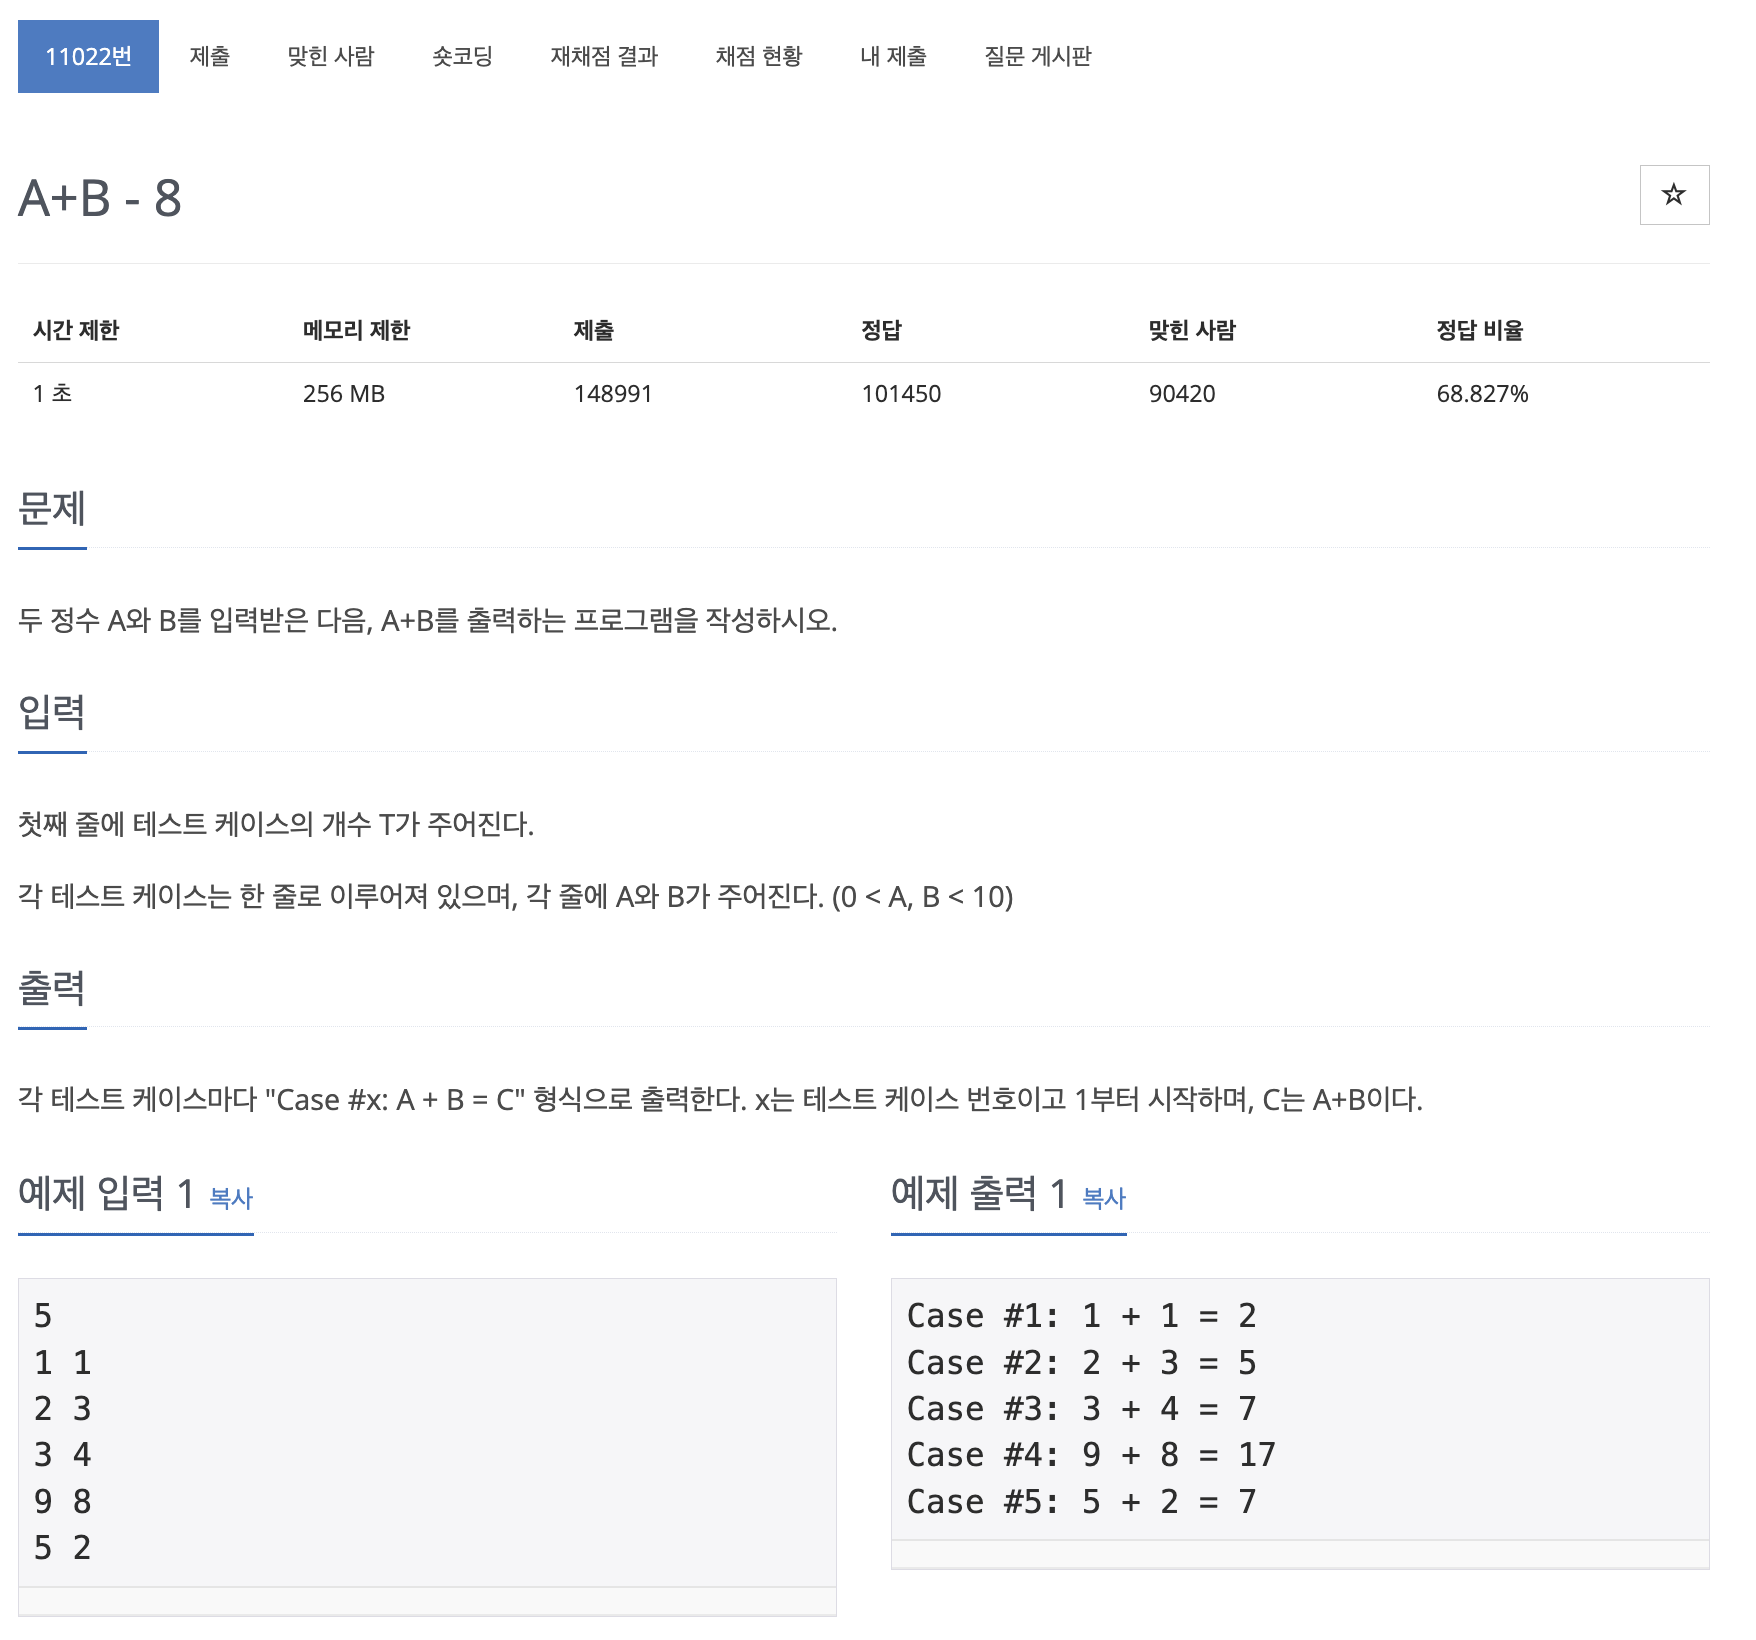 11022번 제출 맞힌 사람 숏코딩 재채점 결과 채점 현황 내 제출 질문 게시판
A+B - 8
시간 제한 메모리 제한 제출 정답 맞힌 사람 정답 비율
1 초 256 MB 148991 101450 90420 68.827%
문제
두 정수 A와 B를 입력받은 다음, A+B를 출력하는 프로그램을 작성하시오.
입력
첫째 줄에 테스트 케이스의 개수 T가 주어진다.
각 테스트 케이스는 한 줄로 이루어져 있으며, 각 줄에 A와 B가 주어진다. (0 < A, B < 10)
출력
각 테스트 케이스마다 "Case #x: A + B = C" 형식으로 출력한다. x는 테스트 케이스 번호이고 1부터 시작하며, C는 A+B이다.
예제 입력 1 복사
5
1 1
2 3
3 4
9 8
5 2
예제 출력 1 복사
Case #1: 1 + 1 = 2
Case #2: 2 + 3 = 5
Case #3: 3 + 4 = 7
Case #4: 9 + 8 = 17
Case #5: 5 + 2 = 7